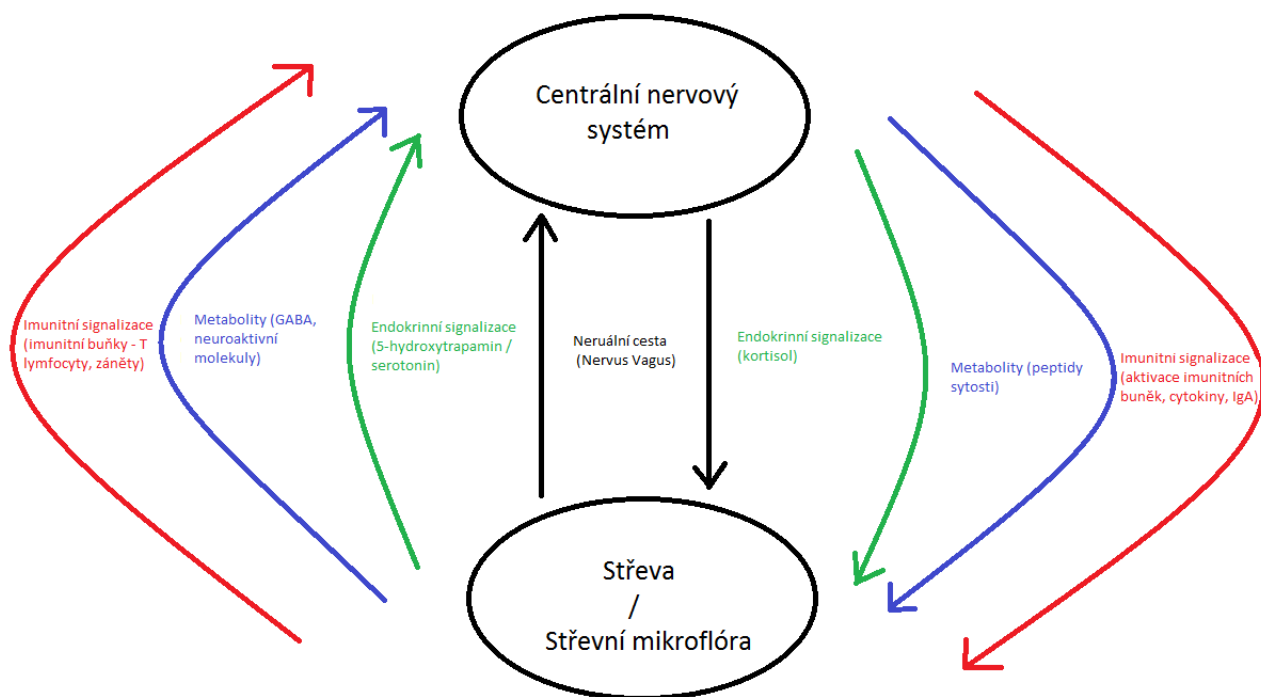 Centrální nervový
systém
Imunitní signalizace
(imunitní buňky - T
lymfocyty, záněty)
Metabolity (GABA,
neuroaktivní
molekuly)
Endokrinní signalizace
(5-hydroxytrapamin /
serotonin)
Neruální cesta
(Nervus Vagus)
Endokrinní signalizace
(kortisol)
Metabolity (peptidy
sytosti)
Imunitní signalizace
(aktivace imunitních
buněk, cytokiny, IgA)
Střeva
/
Střevní mikroflóra